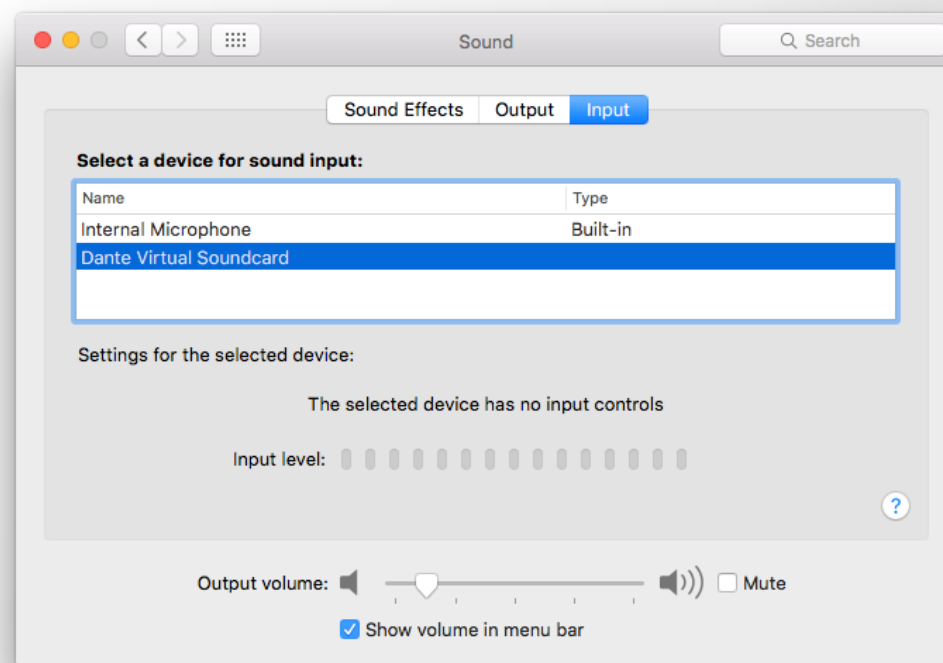 Sound
Search
Sound Effects Output Input
Select a device for sound input:
Name Type
Internal Microphone Built-in
Dante Virtual Soundcard
Settings for the selected device:
The selected device has no input controls
Input level:
?
Output volume: Mute
Show volume in menu bar